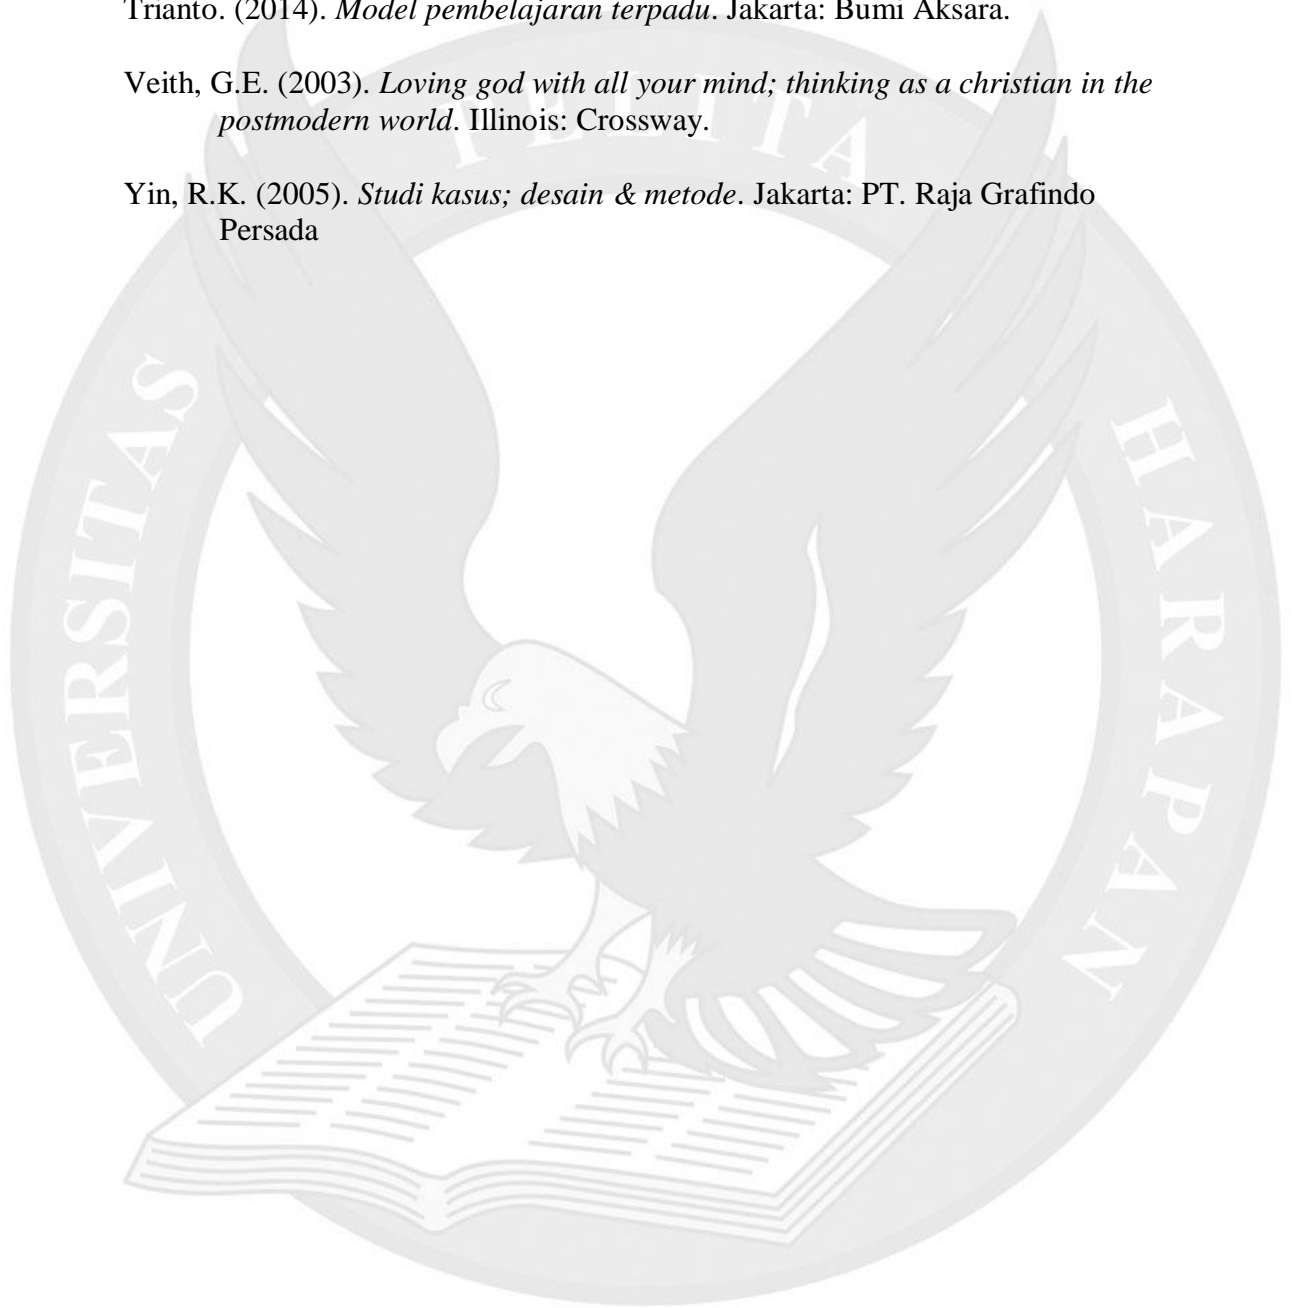 Trianto. (2014). Model pembelajaran terpadu. Jakarta: Bumi Aksara.
Veith, G.E. (2003). Loving god with all your mind; thinking as a christian in the
postmodern world. Illinois: Crossway.
Yin, R.K. (2005). Studi kasus; desain & metode. Jakarta: PT. Raja Grafindo
Persada
UNIVERSITAS PELITA HARAPAN